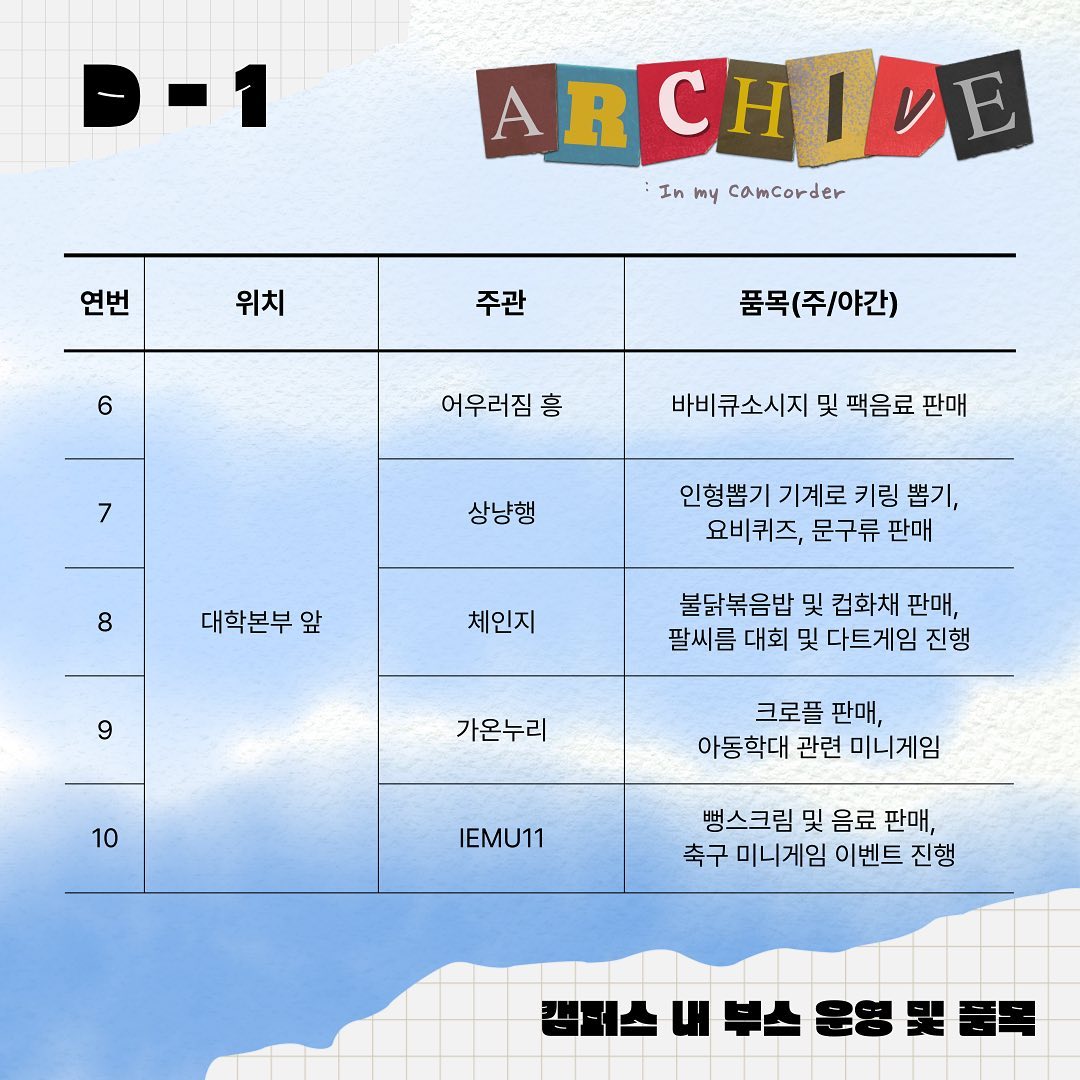 D-1
ARCHIVE
: In my camcorder
연번 위치 주관 품목(주/야간)
6 어우러짐 흥 바비큐소시지 및 팩음료 판매
7 상냥행 인형뽑기 기계로 키링 뽑기,
요비퀴즈, 문구류 판매
대학본부 앞
8 체인지 불닭볶음밥 및 컵화채 판매,
팔씨름 대회 및 다트게임 진행
9 가온누리 크로플 판매,
아동학대 관련 미니게임
10 IEMU11 뻥스크림 및 음료 판매,
축구 미니게임 이벤트 진행
캠퍼스 내 부스 운영 및 품목